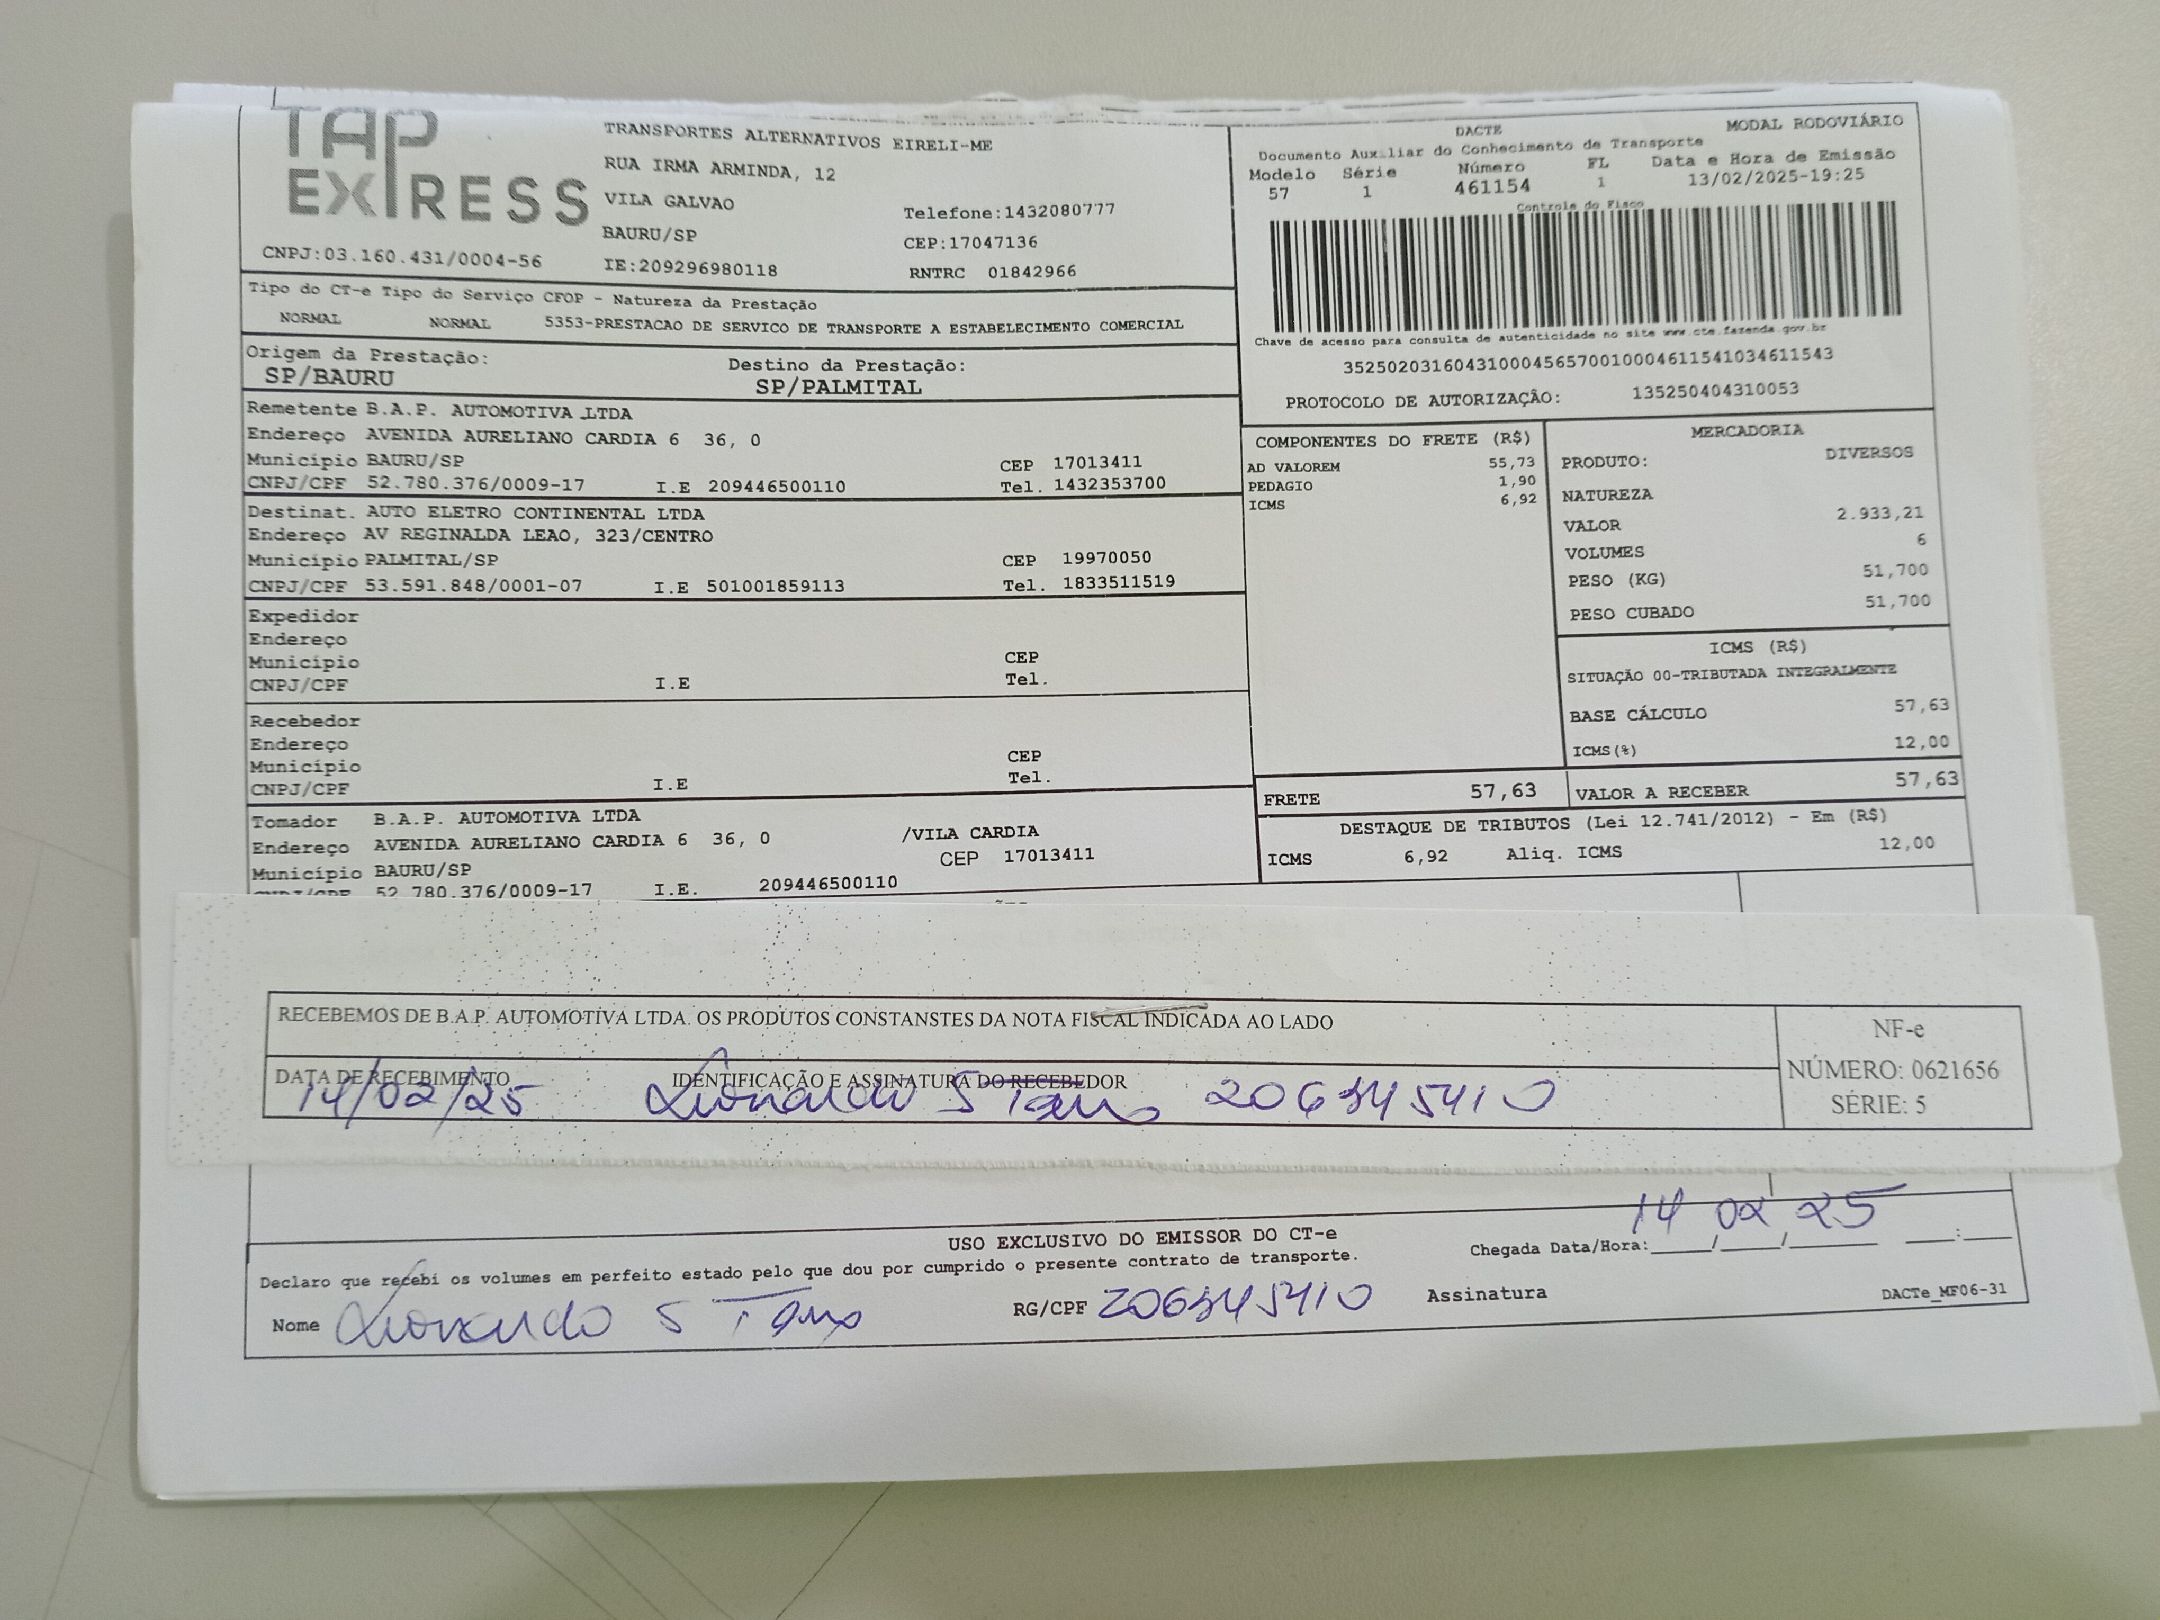 TAP EXPRESS
CNPJ:03.160.431/0004-56
TRANSPORTES ALTERNATIVOS EIRELI-ME
RUA IRMA ARMINDA, 12
VILA GALVAO
BAURU/SP
IE:209296980118
Telefone:1432080777
CEP:17047136
RNTRC 01842966
DACTE MODAL RODOVIÁRIO
Documento Auxiliar do Conhecimento de Transporte
Modelo Série Número FL Data e Hora de Emissão
57 1 461154 1 13/02/2025-19:25
Controle do Fisco
Chave de acesso para consulta de autenticidade no site www.cte.fazenda.gov.br
35250203160431000456570010004611541034611543
PROTOCOLO DE AUTORIZAÇÃO: 135250404310053
Tipo do CT-e Tipo do Serviço CFOP - Natureza da Prestação
NORMAL NORMAL 5353-PRESTACAO DE SERVICO DE TRANSPORTE A ESTABELECIMENTO COMERCIAL
Origem da Prestação: Destino da Prestação:
SP/BAURU SP/PALMITAL
Remetente B.A.P. AUTOMOTIVA LTDA
Endereço AVENIDA AURELIANO CARDIA 6 36, 0
Município BAURU/SP CEP 17013411
CNPJ/CPF 52.780.376/0009-17 I.E 209446500110 Tel. 1432353700
Destinat. AUTO ELETRO CONTINENTAL LTDA
Endereço AV REGINALDA LEAO, 323/CENTRO
Município PALMITAL/SP CEP 19970050
CNPJ/CPF 53.591.848/0001-07 I.E 501001859113 Tel. 1833511519
Expedidor
Endereço
Município CEP
CNPJ/CPF I.E Tel.
Recebedor
Endereço
Município CEP
CNPJ/CPF I.E Tel.
Tomador B.A.P. AUTOMOTIVA LTDA
Endereço AVENIDA AURELIANO CARDIA 6 36, 0 /VILA CARDIA
Município BAURU/SP CEP 17013411
CNPJ/CPF 52.780.376/0009-17 I.E. 209446500110
COMPONENTES DO FRETE (R$)
AD VALOREM 55,73
PEDAGIO 1,90
ICMS 6,92
MERCADORIA
PRODUTO: DIVERSOS
NATUREZA
VALOR 2.933,21
VOLUMES 6
PESO (KG) 51,700
PESO CUBADO 51,700
ICMS (R$)
SITUAÇÃO 00-TRIBUTADA INTEGRALMENTE
BASE CÁLCULO 57,63
ICMS(%) 12,00
FRETE 57,63 VALOR A RECEBER 57,63
DESTAQUE DE TRIBUTOS (Lei 12.741/2012) - Em (R$)
ICMS 6,92 Aliq. ICMS 12,00
RECEBEMOS DE B.A.P. AUTOMOTIVA LTDA. OS PRODUTOS CONSTANSTES DA NOTA FISCAL INDICADA AO LADO
DATA DE RECEBIMENTO IDENTIFICAÇÃO E ASSINATURA DO RECEBEDOR
14/02/25
NF-e
NÚMERO: 0621656
SÉRIE: 5
14 02 25
USO EXCLUSIVO DO EMISSOR DO CT-e
Chegada Data/Hora:____/____/______ ____:____
Declaro que recebi os volumes em perfeito estado pelo que dou por cumprido o presente contrato de transporte.
Nome RG/CPF Assinatura
DACTe_MF06-31